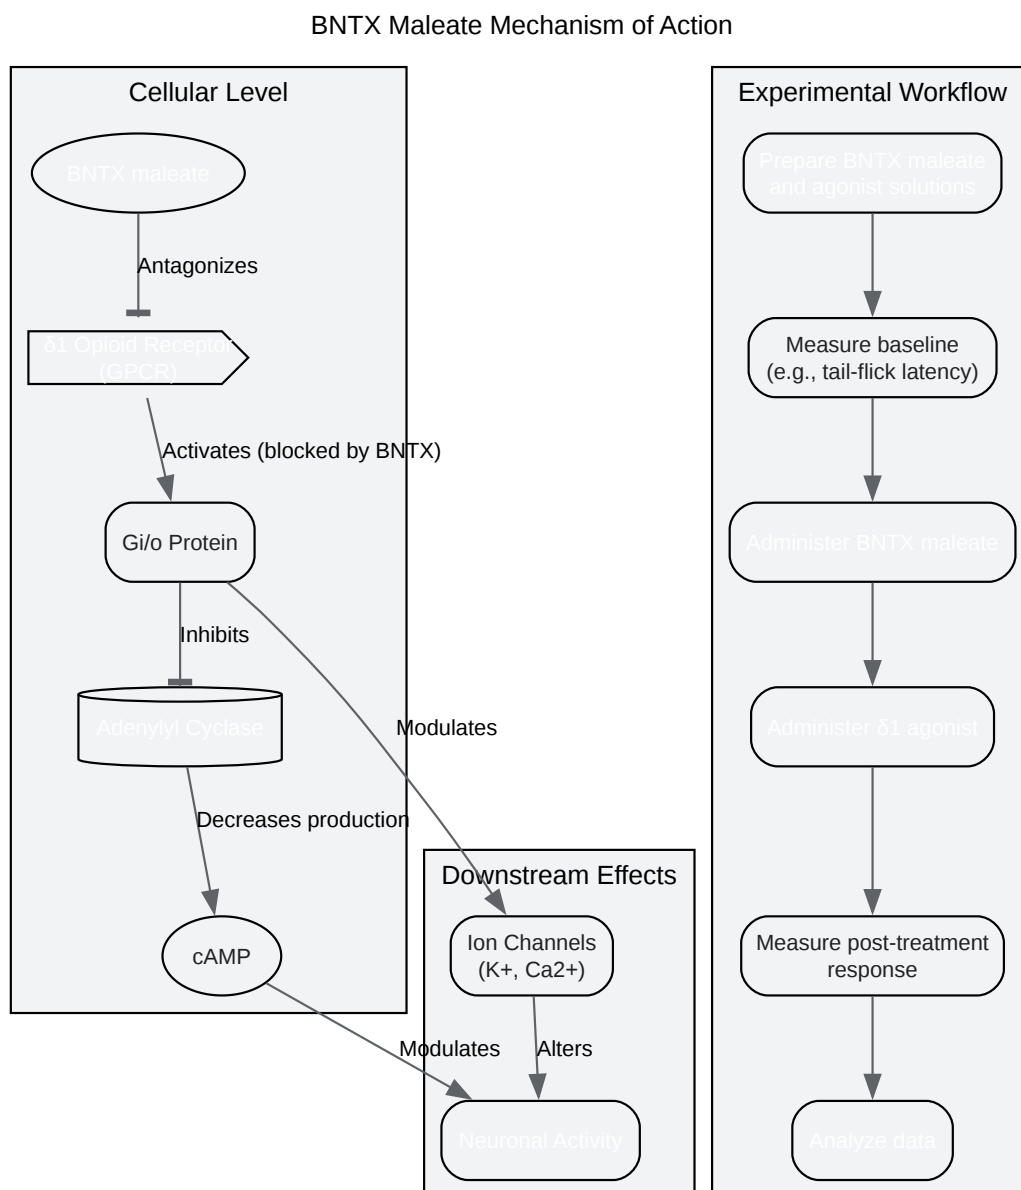 BNTX Maleate Mechanism of Action
Cellular Level
BNTX maleate
Antagonizes
δ1 Opioid Receptor
(GPCR)
Activates (blocked by BNTX)
Gi/o Protein
Inhibits
Adenylyl Cyclase
Modulates
Decreases production
cAMP
Downstream Effects
Ion Channels
(K+, Ca2+)
Modulates
Alters
Neuronal Activity
Experimental Workflow
Prepare BNTX maleate
and agonist solutions
Measure baseline
(e.g., tail-flick latency)
Administer BNTX maleate
Administer δ1 agonist
Measure post-treatment
response
Analyze data